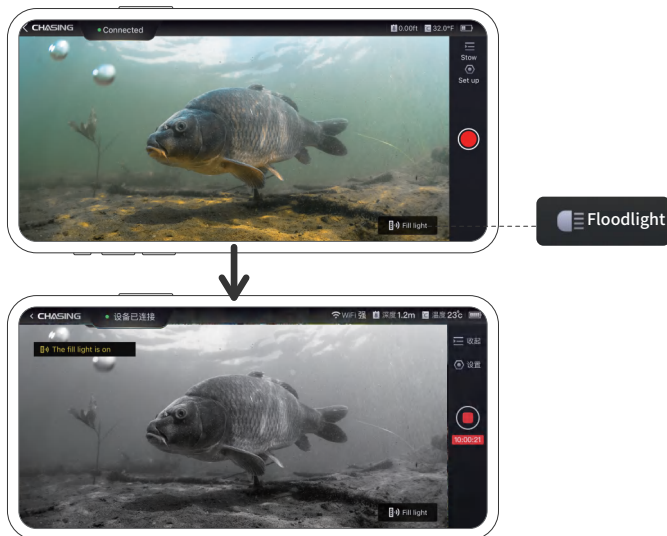 CHASING
Connected
0.00ft
32.0°F
Stow
Set up
Fill light
Floodlight
CHASING
设备已连接
WiFi 强
深度1.2m
温度23℃
The fill light is on
收起
设置
10:00:21
Fill light